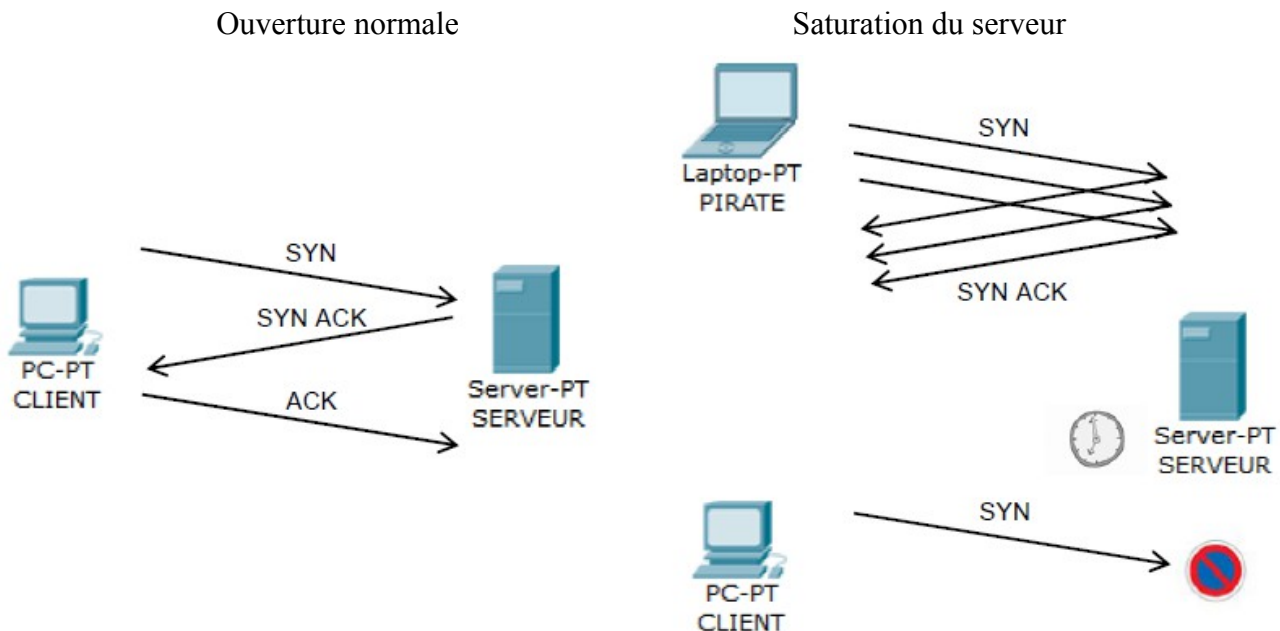 Ouverture normale
SYN
SYN ACK
ACK
PC-PT
CLIENT
Server-PT
SERVEUR
Saturation du serveur
Laptop-PT
PIRATE
SYN
SYN ACK
Server-PT
SERVEUR
SYN
PC-PT
CLIENT